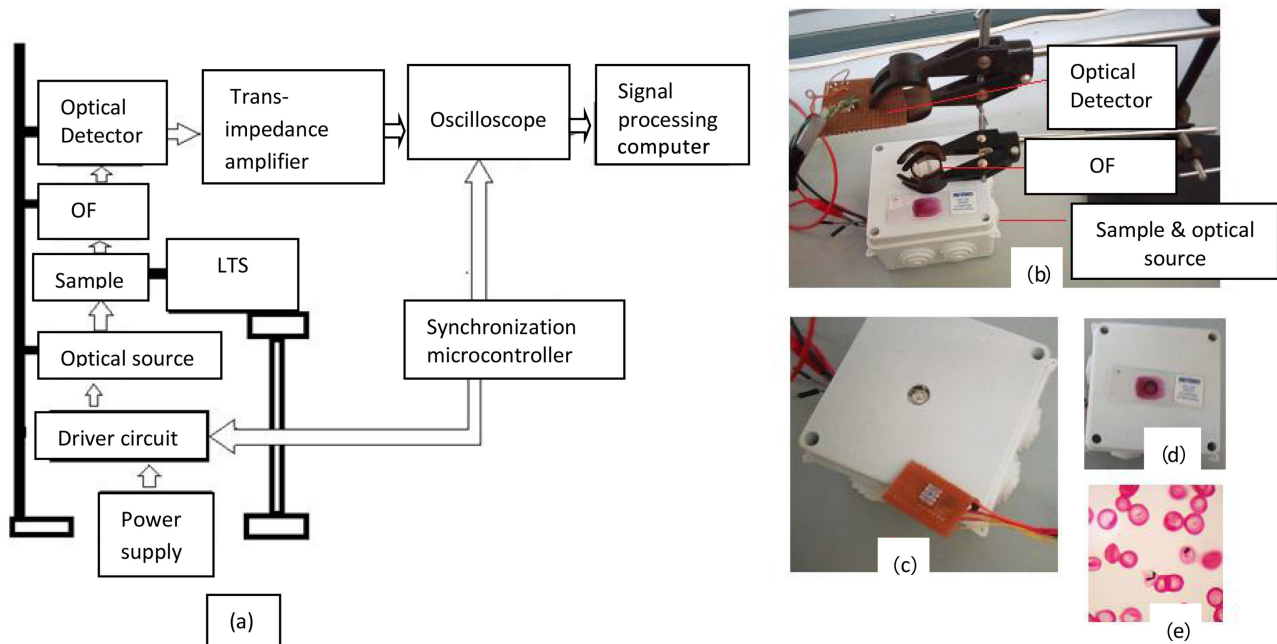 Optical
Detector
Trans-
impedance
amplifier
Oscilloscope
Signal
processing
computer
OF
Sample
LTS
Optical source
Synchronization
microcontroller
Driver circuit
Power
supply
(a)
Optical
Detector
OF
Sample & optical
source
(b)
(c)
(d)
(e)